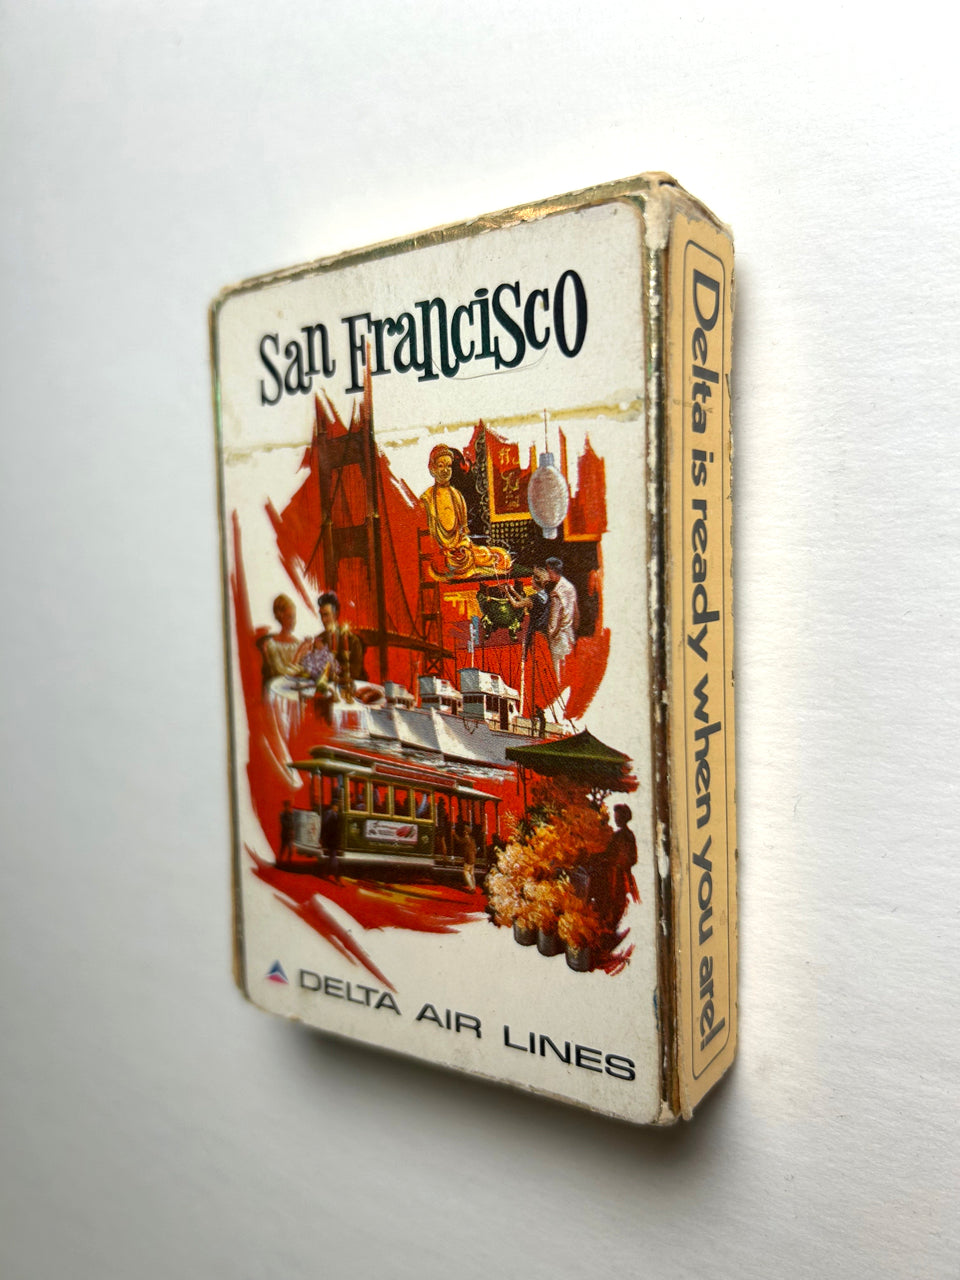 San Francisco
DELTA AIR LINES
Delta is ready when you are!